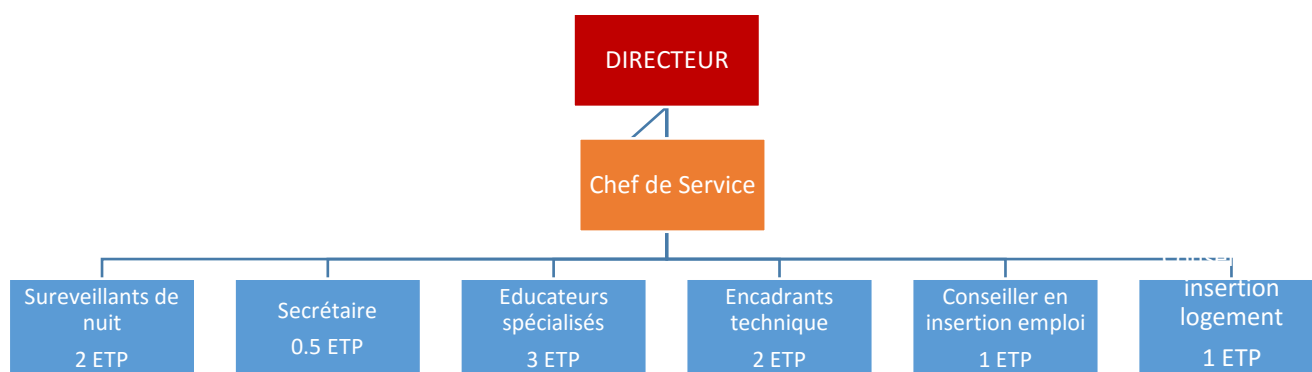 DIRECTEUR
Chef de Service
Sureveillants de
nuit
2 ETP
Secrétaire
0.5 ETP
Educateurs
spécialisés
3 ETP
Encadrants
technique
2 ETP
Conseiller en
insertion emploi
1 ETP
insertion
logement
1 ETP